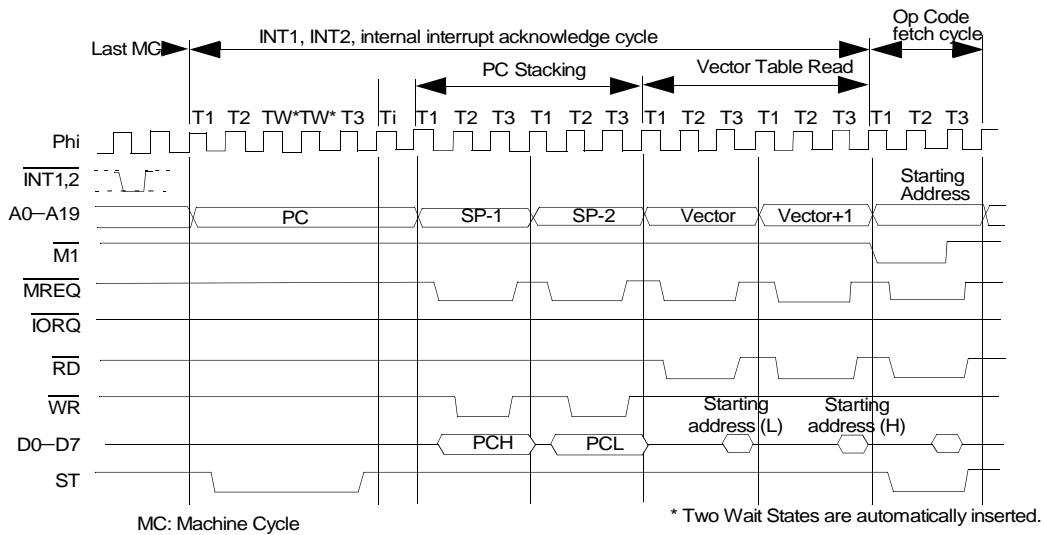 Op Code
fetch cycle
Last MC
INT1, INT2, internal interrupt acknowledge cycle
PC Stacking
Vector Table Read
T1 T2 TW*TW* T3 Ti T1 T2 T3 T1 T2 T3 T1 T2 T3 T1 T2 T3 T1 T2 T3
Phi
INT1,2
Starting
Address
A0—A19 PC SP-1 SP-2 Vector Vector+1
M1
MREQ
IORQ
RD
WR
Starting
address (L)
Starting
address (H)
D0—D7 PCH PCL
ST
MC: Machine Cycle
* Two Wait States are automatically inserted.